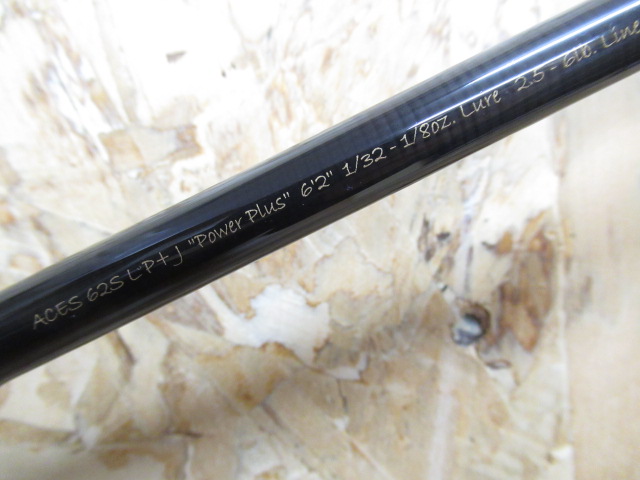 ACES 62S L P+J "Power Plus" 6'2" 1/32 - 1/8oz. Lure 2.5 - 6lb. Line